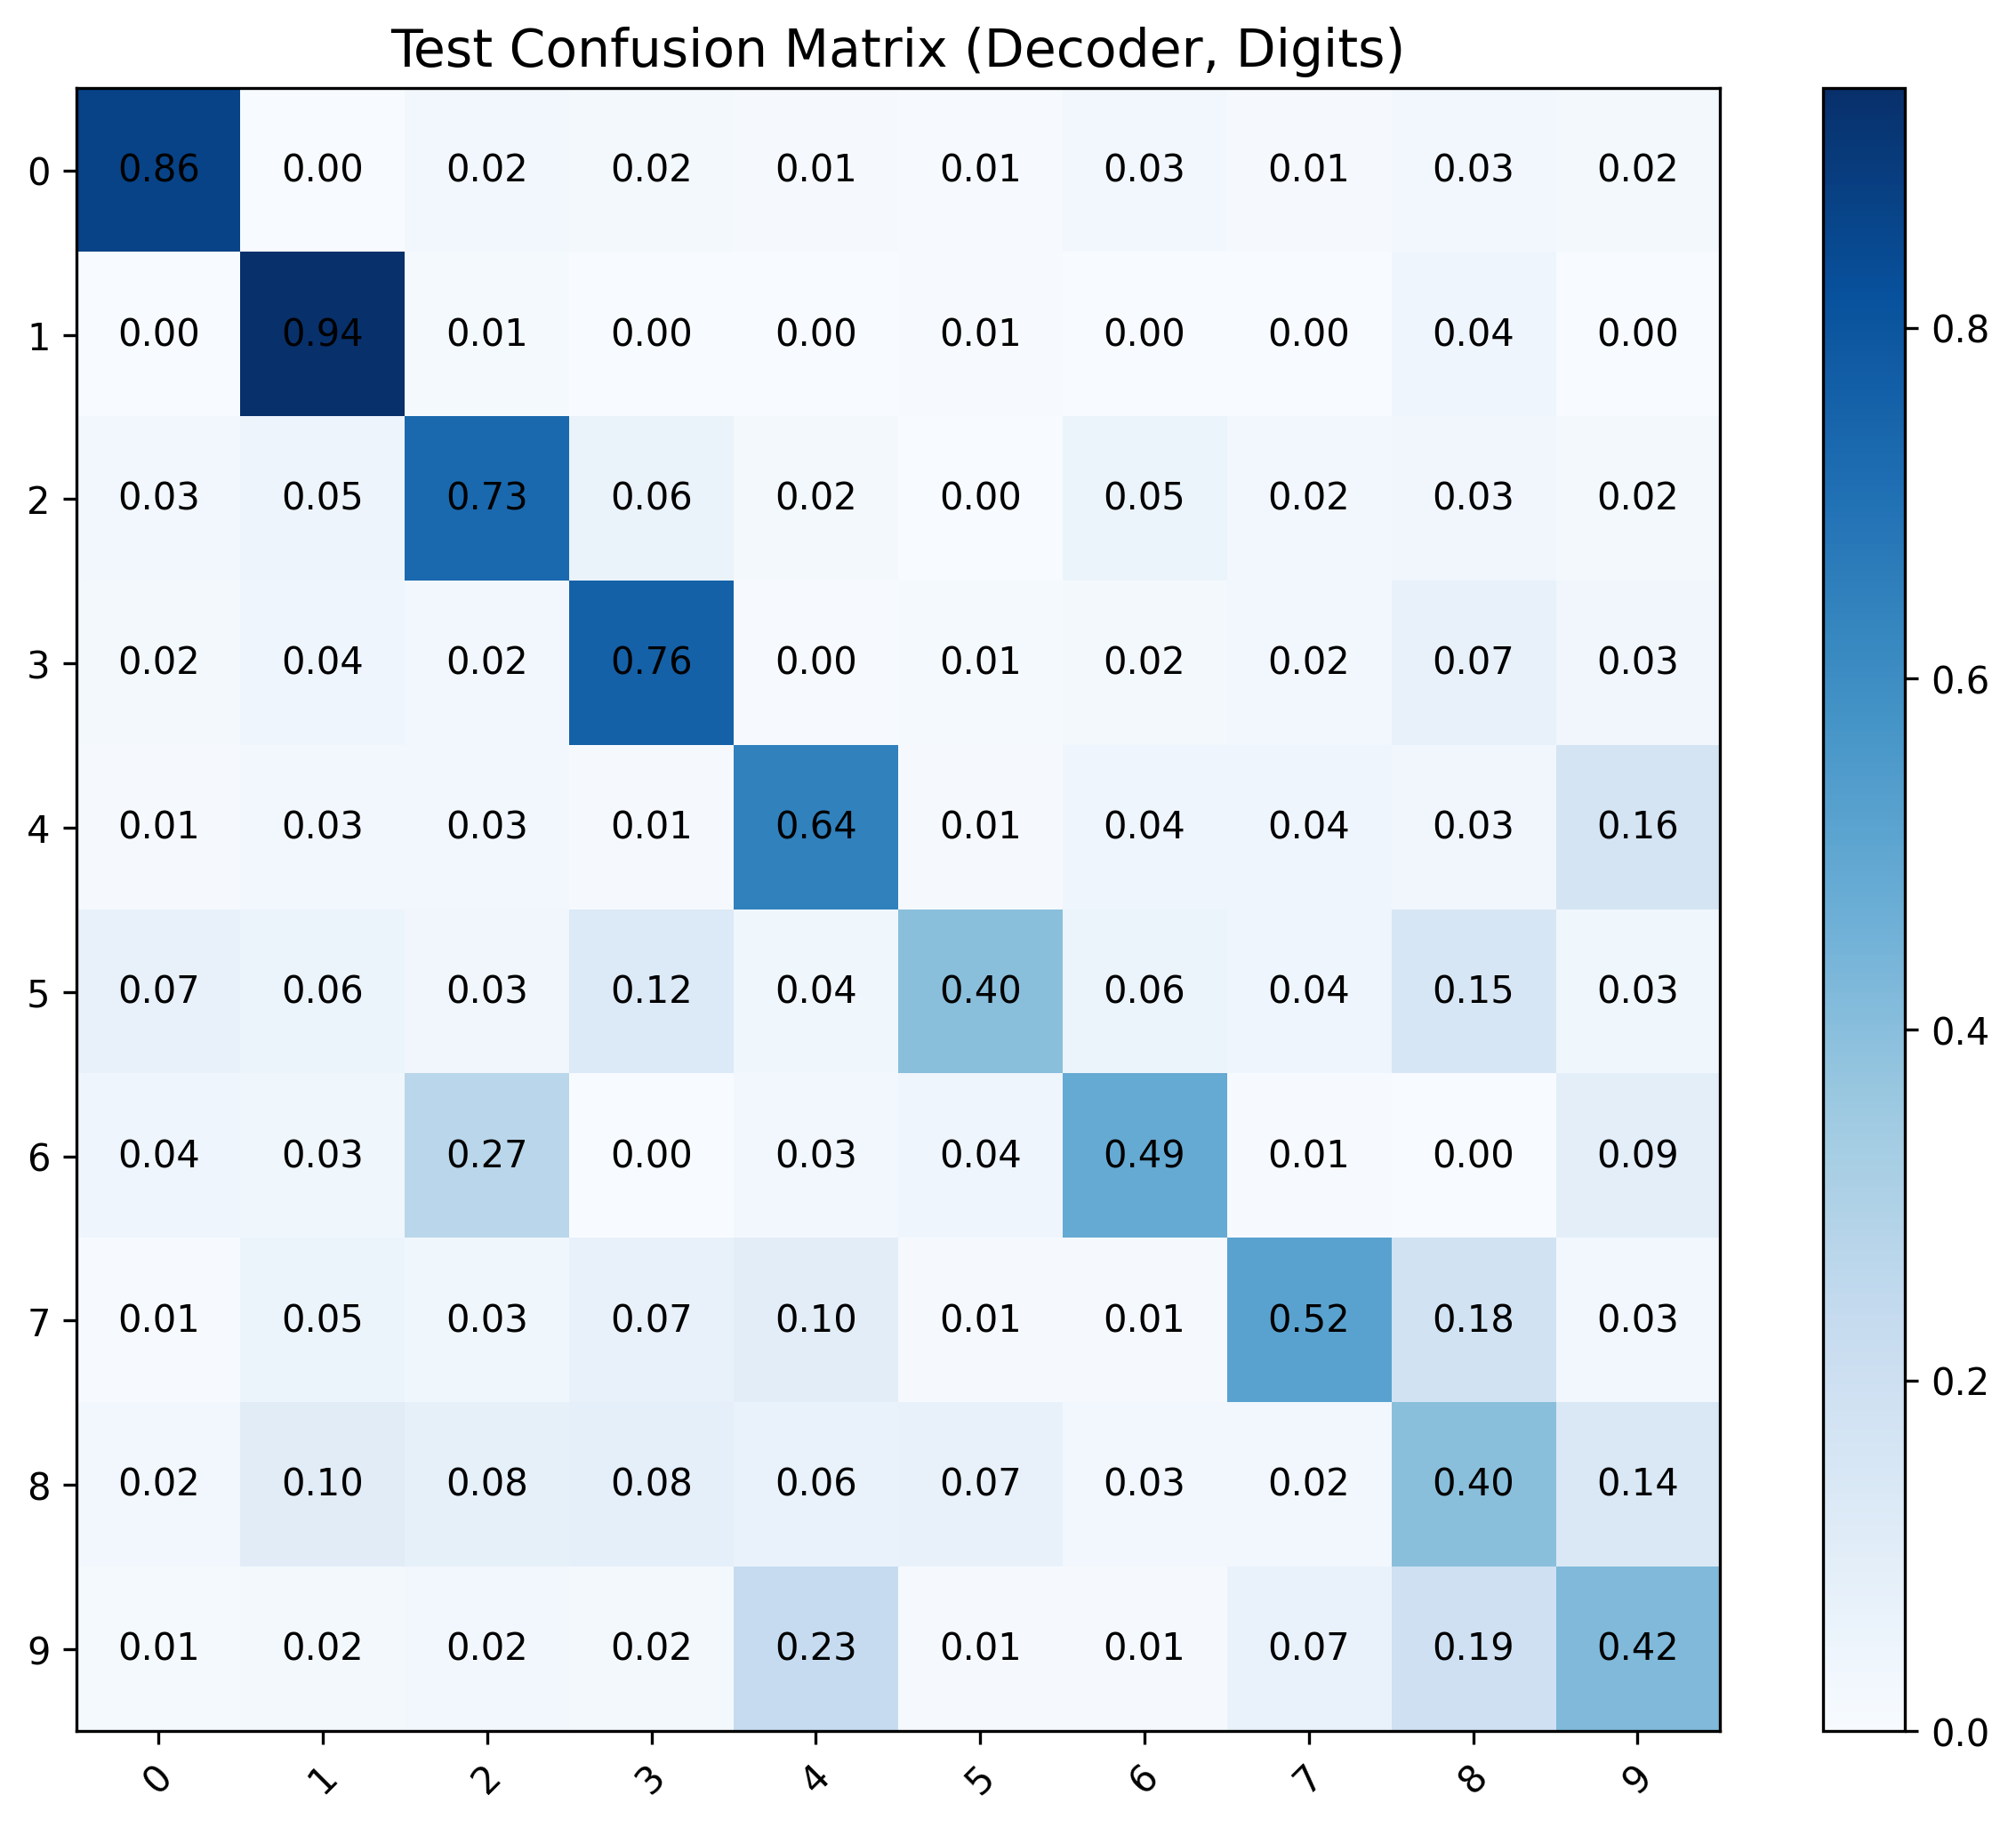 Test Confusion Matrix (Decoder, Digits)
0 0.86 0.00 0.02 0.02 0.01 0.01 0.03 0.01 0.03 0.02
1 0.00 0.94 0.01 0.00 0.00 0.01 0.00 0.00 0.04 0.00
2 0.03 0.05 0.73 0.06 0.02 0.00 0.05 0.02 0.03 0.02
3 0.02 0.04 0.02 0.76 0.00 0.01 0.02 0.02 0.07 0.03
4 0.01 0.03 0.03 0.01 0.64 0.01 0.04 0.04 0.03 0.16
5 0.07 0.06 0.03 0.12 0.04 0.40 0.06 0.04 0.15 0.03
6 0.04 0.03 0.27 0.00 0.03 0.04 0.49 0.01 0.00 0.09
7 0.01 0.05 0.03 0.07 0.10 0.01 0.01 0.52 0.18 0.03
8 0.02 0.10 0.08 0.08 0.06 0.07 0.03 0.02 0.40 0.14
9 0.01 0.02 0.02 0.02 0.23 0.01 0.01 0.07 0.19 0.42
0 1 2 3 4 5 6 7 8 9
0.8
0.6
0.4
0.2
0.0